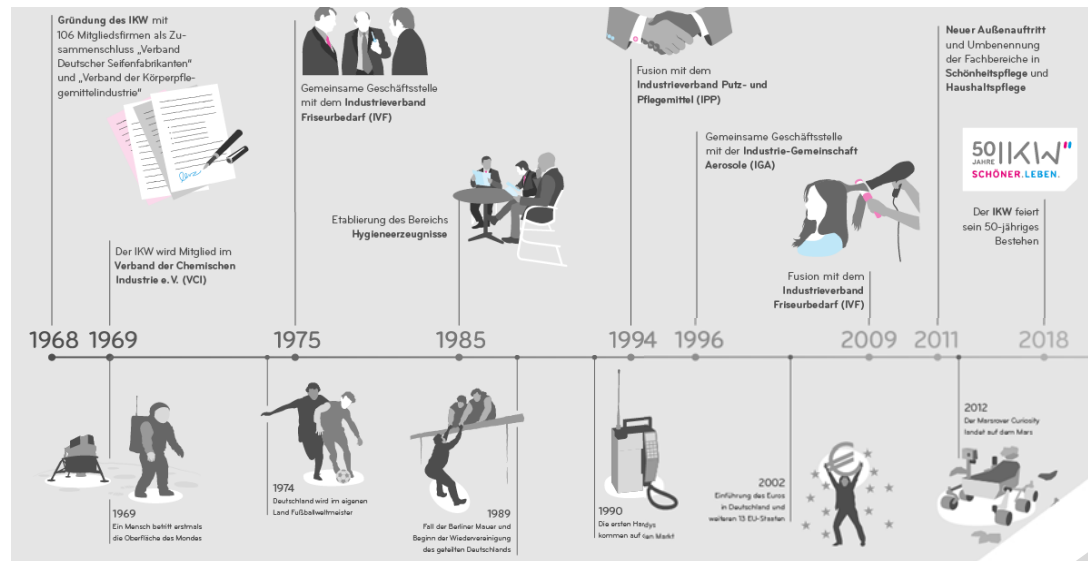 Gründung des IKW mit
106 Mitgliedsfirmen als Zu-
sammenschluss „Verband
Deutscher Seifenfabrikanten“
und „Verband der Körperpfle-
gemittelindustrie“
Der IKW wird Mitglied im
Verband der Chemischen
Industrie e. V. (VCI)
Gemeinsame Geschäftsstelle
mit dem Industrieverband
Friseurbedarf (IVF)
Etablierung des Bereichs
Hygieneerzeugnisse
Fusion mit dem
Industrieverband Putz- und
Pflegemittel (IPP)
Gemeinsame Geschäftsstelle
mit der Industrie-Gemeinschaft
Aerosole (IGA)
Fusion mit dem
Industrieverband
Friseurbedarf (IVF)
Neuer Außenauftritt
und Umbenennung
der Fachbereiche in
Schönheitspflege und
Haushaltspflege
50 JAHRE IKW
SCHÖNER.LEBEN.
Der IKW feiert
sein 50-jähriges
Bestehen
1968 1969 1975 1985 1994 1996 2009 2011 2018
1969
Ein Mensch betritt erstmals
die Oberfläche des Mondes
1974
Deutschland wird im eigenen
Land Fußballweltmeister
1989
Fall der Berliner Mauer und
Beginn der Wiedervereinigung
des geteilten Deutschlands
1990
Die ersten Handys
kommen auf den Markt
2002
Einführung des Euros
in Deutschland und
weiteren 13 EU-Staaten
2012
Der Marsrover Curiosity
landet auf dem Mars